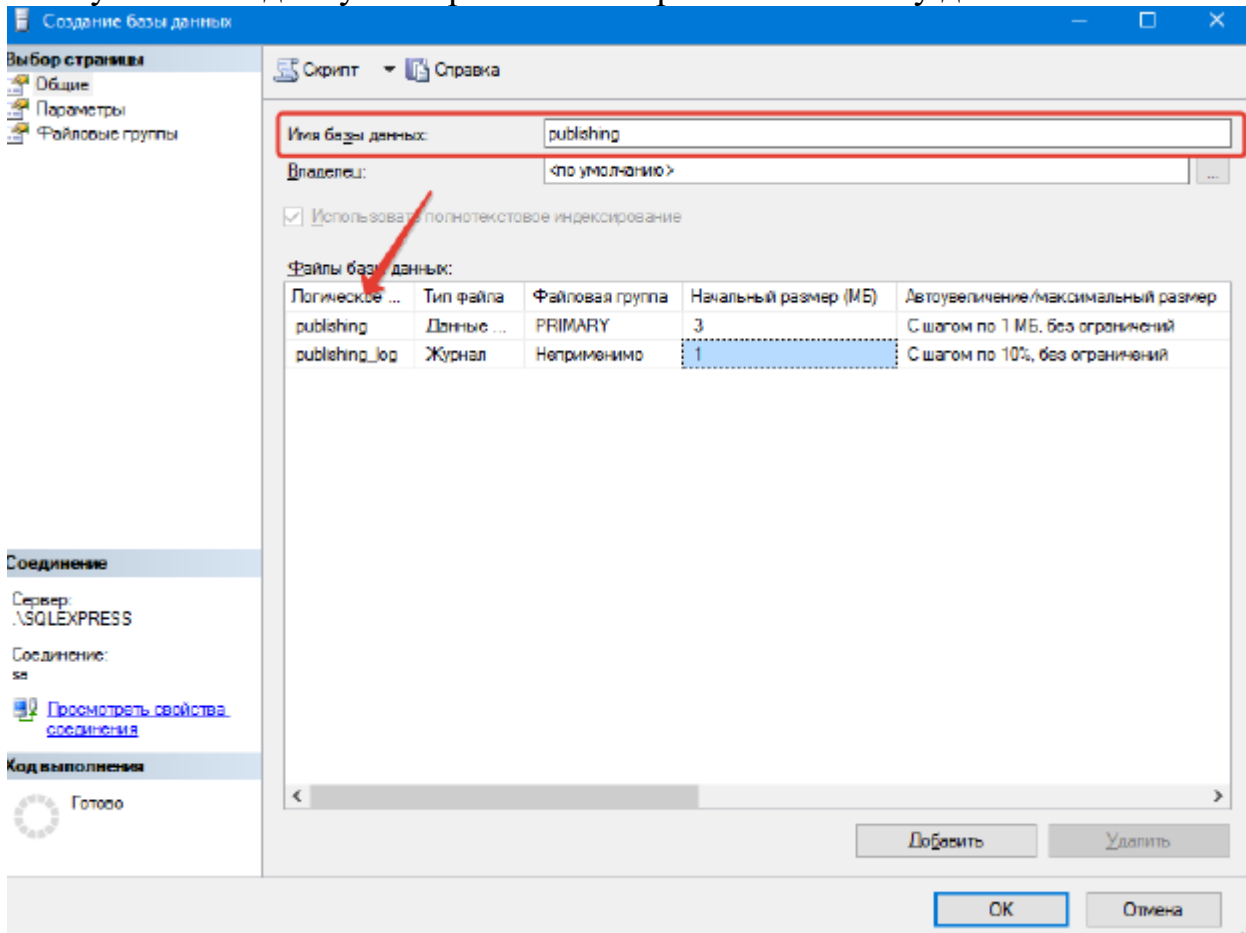 Создание базы данных
Выбор страницы
Общие
Параметры
Файловые группы
Скрипт
Справка
Имя базы данных:
publishing
Владелец:
<по умолчанию>
...
Использовать полнотекстовое индексирование
Файлы базы данных:
Логическое ... Тип файла Файловая группа Начальный размер (МБ) Автоувеличение/максимальный размер
publishing Данные ... PRIMARY 3 С шагом по 1 МБ, без ограничений
publishing_log Журнал Неприменимо 1 С шагом по 10%, без ограничений
Соединение
Сервер:
.\SQLEXPRESS
Соединение:
sa
Просмотреть свойства
соединения
Ход выполнения
Готово
Добавить
Удалить
OK
Отмена